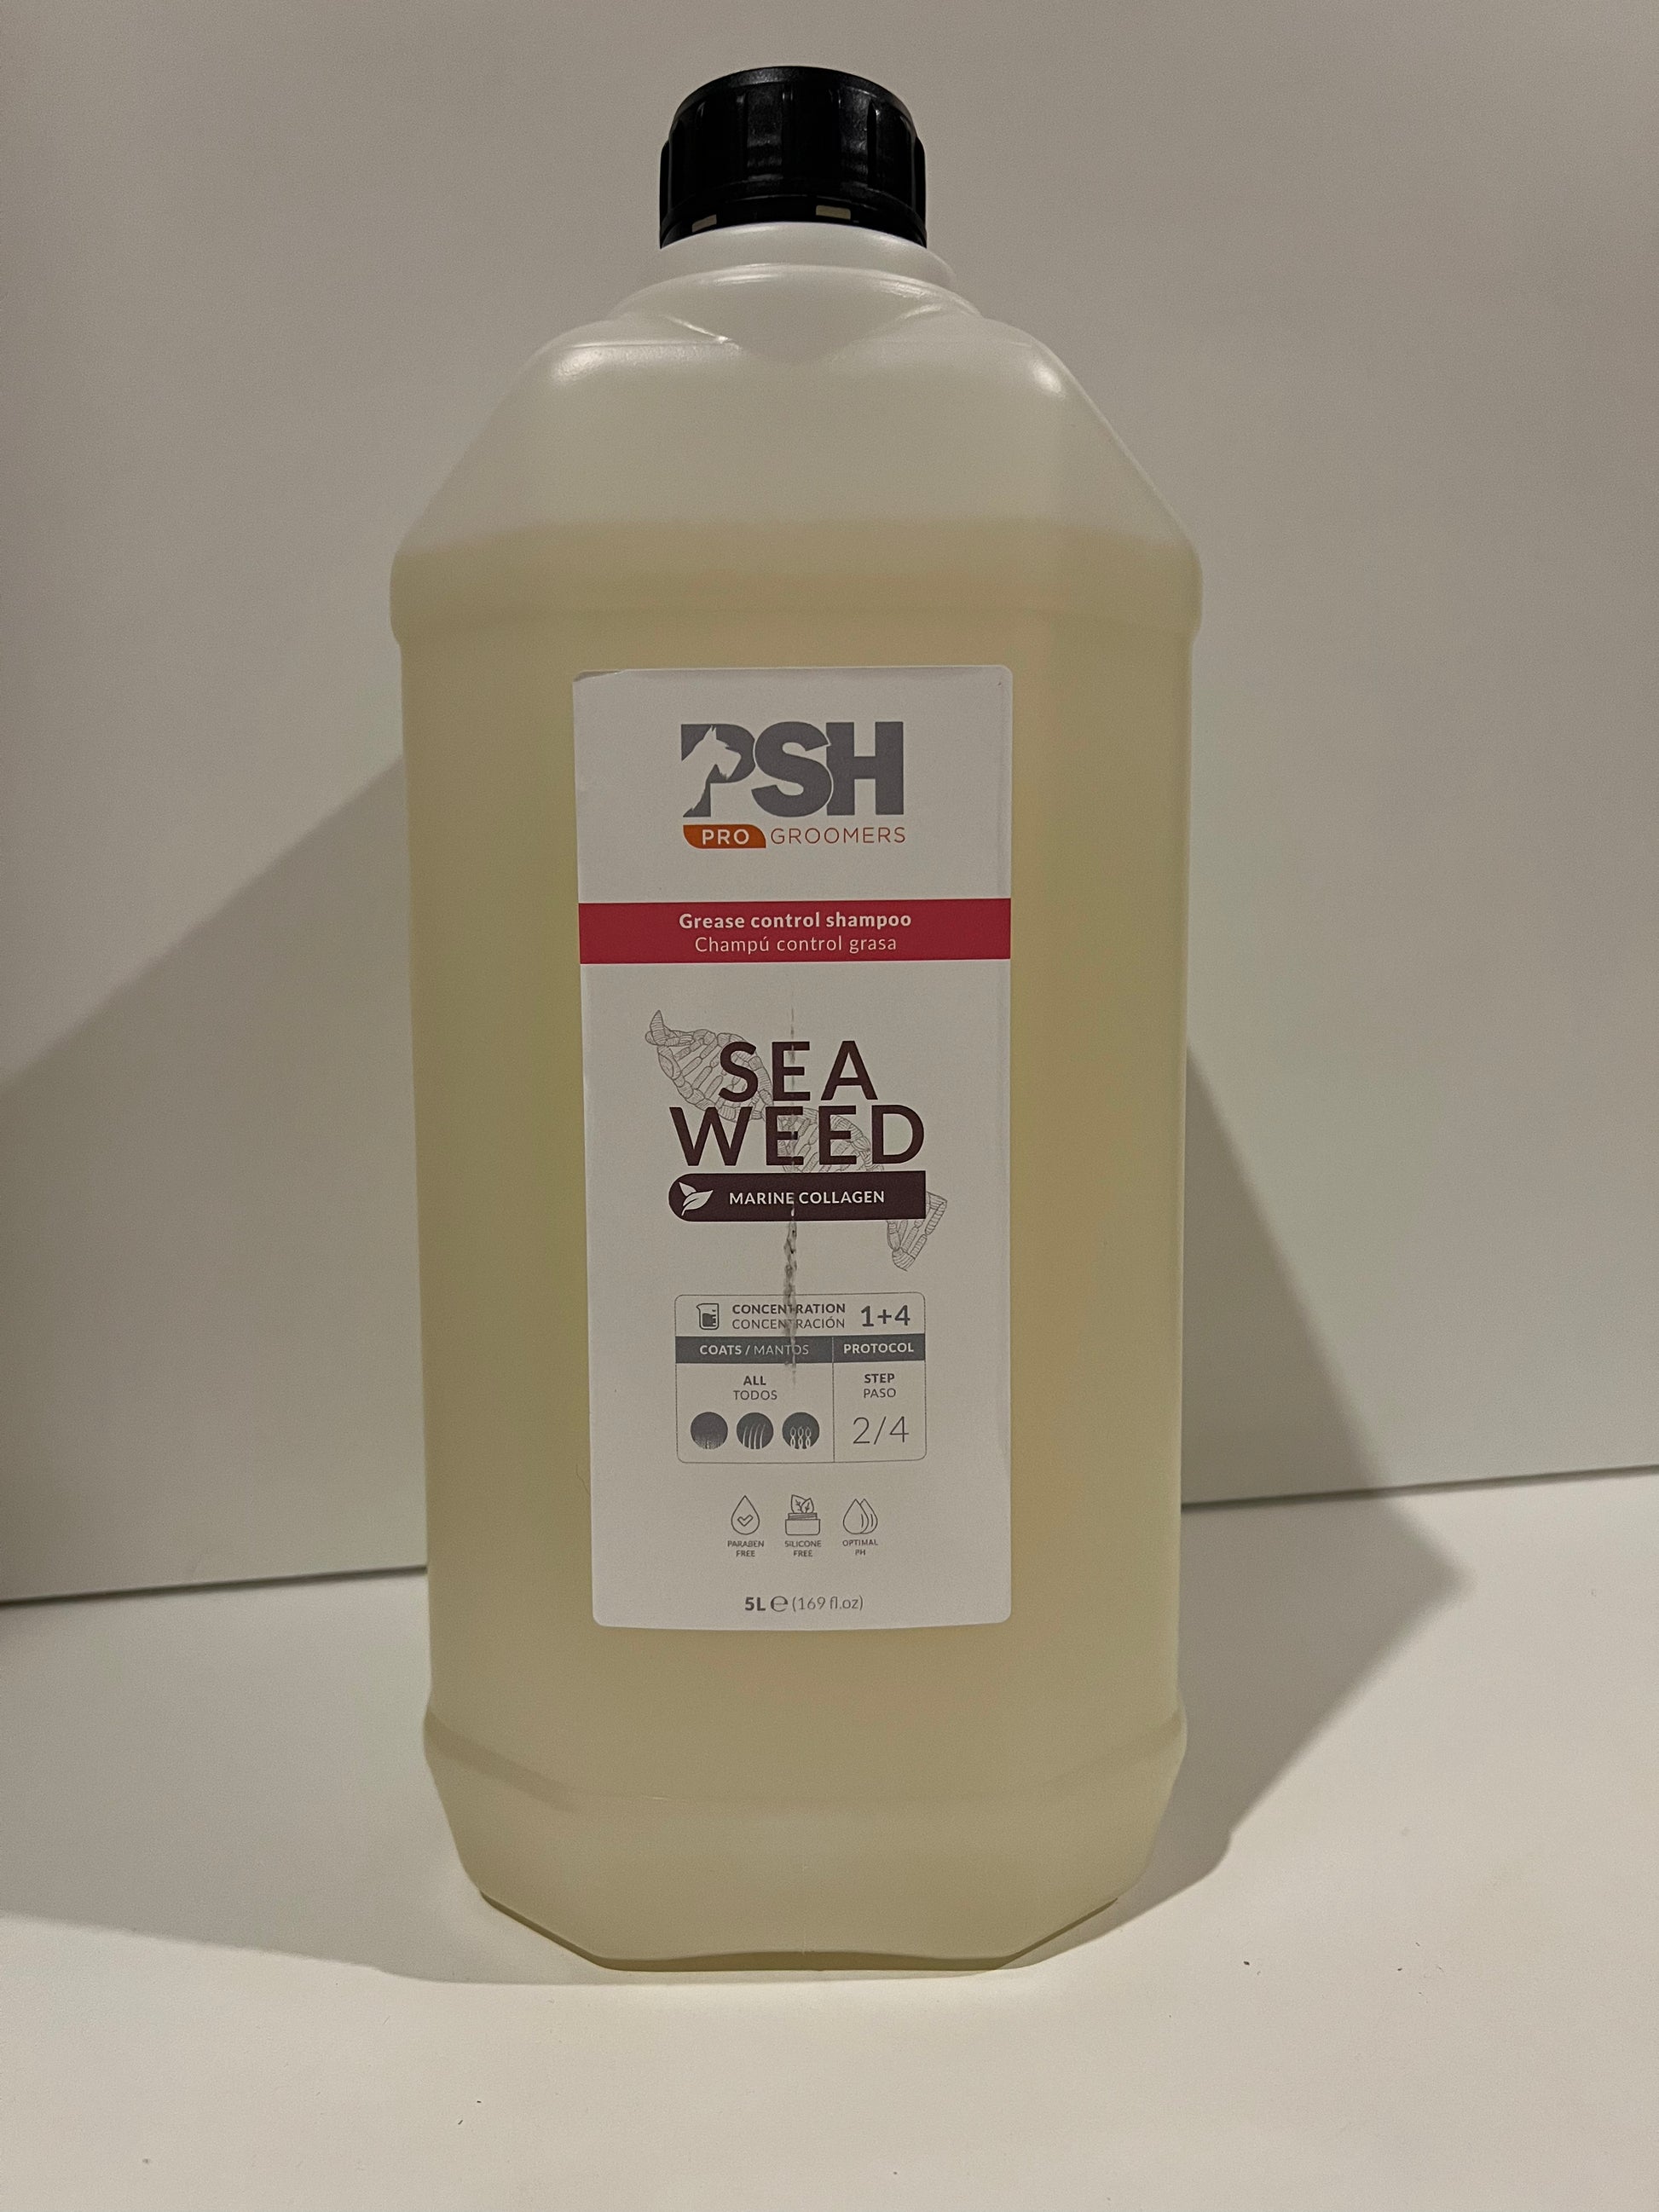 PSH
PRO GROOMERS
Grease control shampoo
Champú control grasa
SEA
WEED
MARINE COLLAGEN
CONCENTRATION
CONCENTRACIÓN
1+4
COATS / MANTOS
PROTOCOL
ALL
TODOS
STEP
PASO
2/4
PARABEN
FREE
SILICONE
FREE
OPTIMAL
PH
5L ℮ (169 fl.oz)